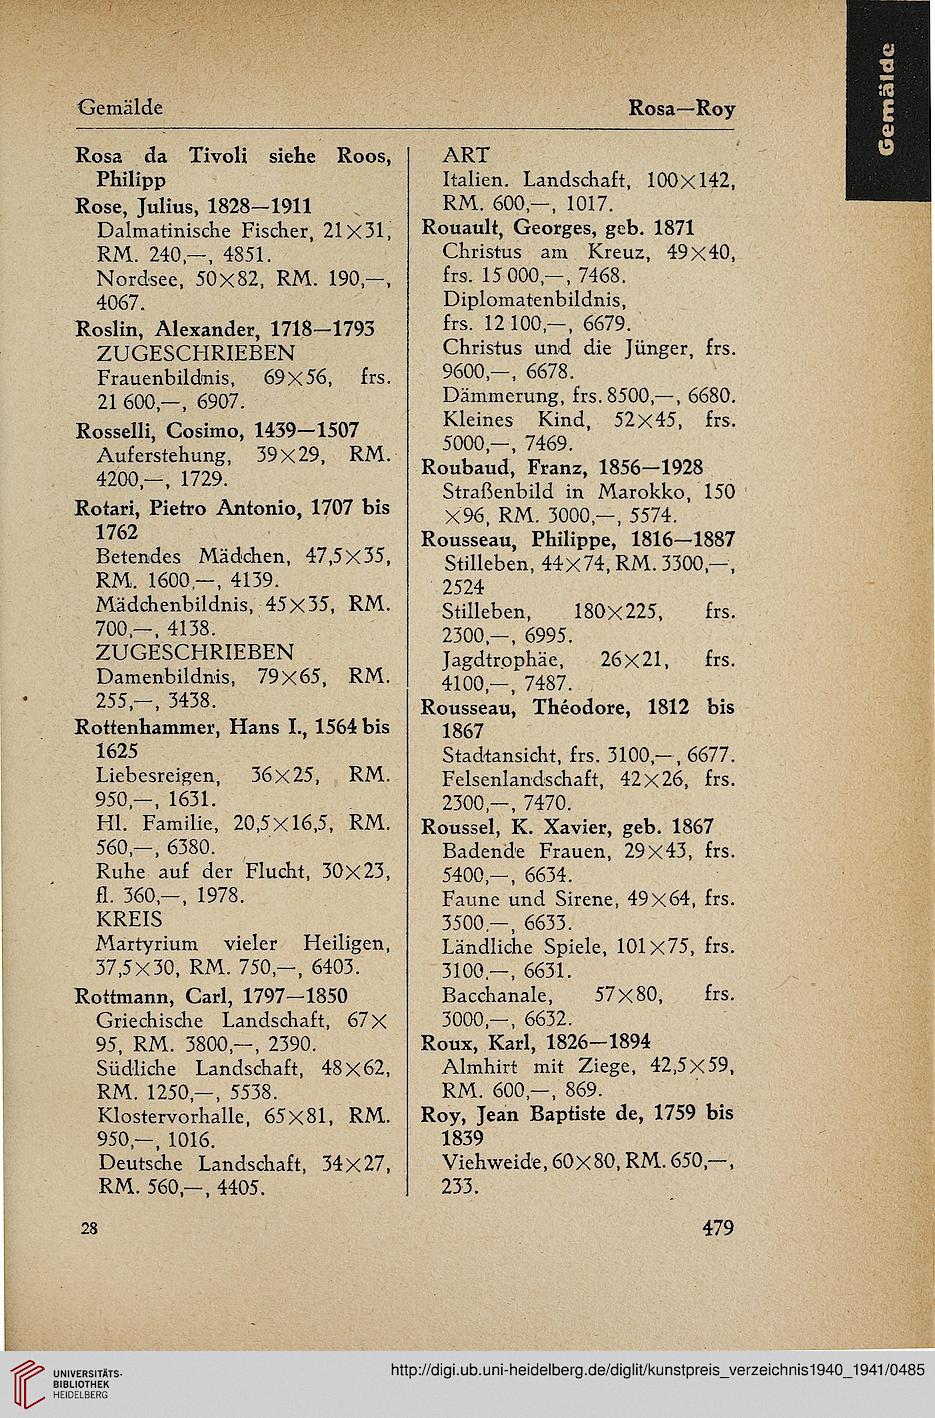 Gemälde
Rosa—Roy
Gemälde
Rosa da Tivoli siehe Roos,
Philipp
Rose, Julius, 1828—1911
Dalmatinische Fischer, 21×31,
RM. 240,—, 4851.
Nordsee, 50×82, RM. 190,—,
4067.
Roslin, Alexander, 1718—1793
ZUGESCHRIEBEN
Frauenbildnis, 69×56, frs.
21 600,—, 6907.
Rosselli, Cosimo, 1439—1507
Auferstehung, 39×29, RM.
4200,—, 1729.
Rotari, Pietro Antonio, 1707 bis
1762
Betendes Mädchen, 47,5×35,
RM. 1600,—, 4139.
Mädchenbildnis, 45×35, RM.
700,—, 4138.
ZUGESCHRIEBEN
Damenbildnis, 79×65, RM.
255,—, 3438.
Rottenhammer, Hans I., 1564 bis
1625
Liebesreigen, 36×25, RM.
950,—, 1631.
Hl. Familie, 20,5×16,5, RM.
560,—, 6380.
Ruhe auf der Flucht, 30×23,
fl. 360,—, 1978.
KREIS
Martyrium vieler Heiligen,
37,5×30, RM. 750,—, 6403.
Rottmann, Carl, 1797—1850
Griechische Landschaft, 67×
95, RM. 3800,—, 2390.
Südliche Landschaft, 48×62,
RM. 1250,—, 5538.
Klostervorhalle, 65×81, RM.
950,—, 1016.
Deutsche Landschaft, 34×27,
RM. 560,—, 4405.
ART
Italien. Landschaft, 100×142,
RM. 600,—, 1017.
Rouault, Georges, geb. 1871
Christus am Kreuz, 49×40,
frs. 15 000,—, 7468.
Diplomatenbildnis,
frs. 12 100,—, 6679.
Christus und die Jünger, frs.
9600,—, 6678.
Dämmerung, frs. 8500,—, 6680.
Kleines Kind, 52×45, frs.
5000,—, 7469.
Roubaud, Franz, 1856—1928
Straßenbild in Marokko, 150
×96, RM. 3000,—, 5574.
Rousseau, Philippe, 1816—1887
Stilleben, 44×74, RM. 3300,—,
2524
Stilleben, 180×225, frs.
2300,—, 6995.
Jagdtrophäe, 26×21, frs.
4100,—, 7487.
Rousseau, Théodore, 1812 bis
1867
Stadtansicht, frs. 3100,—, 6677.
Felsenlandschaft, 42×26, frs.
2300,—, 7470.
Roussel, K. Xavier, geb. 1867
Badende Frauen, 29×43, frs.
5400,—, 6634.
Faune und Sirene, 49×64, frs.
3500,—, 6633.
Ländliche Spiele, 101×75, frs.
3100,—, 6631.
Bacchanale, 57×80, frs.
3000,—, 6632.
Roux, Karl, 1826—1894
Almhirt mit Ziege, 42,5×59,
RM. 600,—, 869.
Roy, Jean Baptiste de, 1759 bis
1839
Viehweide, 60×80, RM. 650,—,
233.
28
479
UNIVERSITÄTS-
BIBLIOTHEK
HEIDELBERG
http://digi.ub.uni-heidelberg.de/diglit/kunstpreis_verzeichnis1940_1941/0485